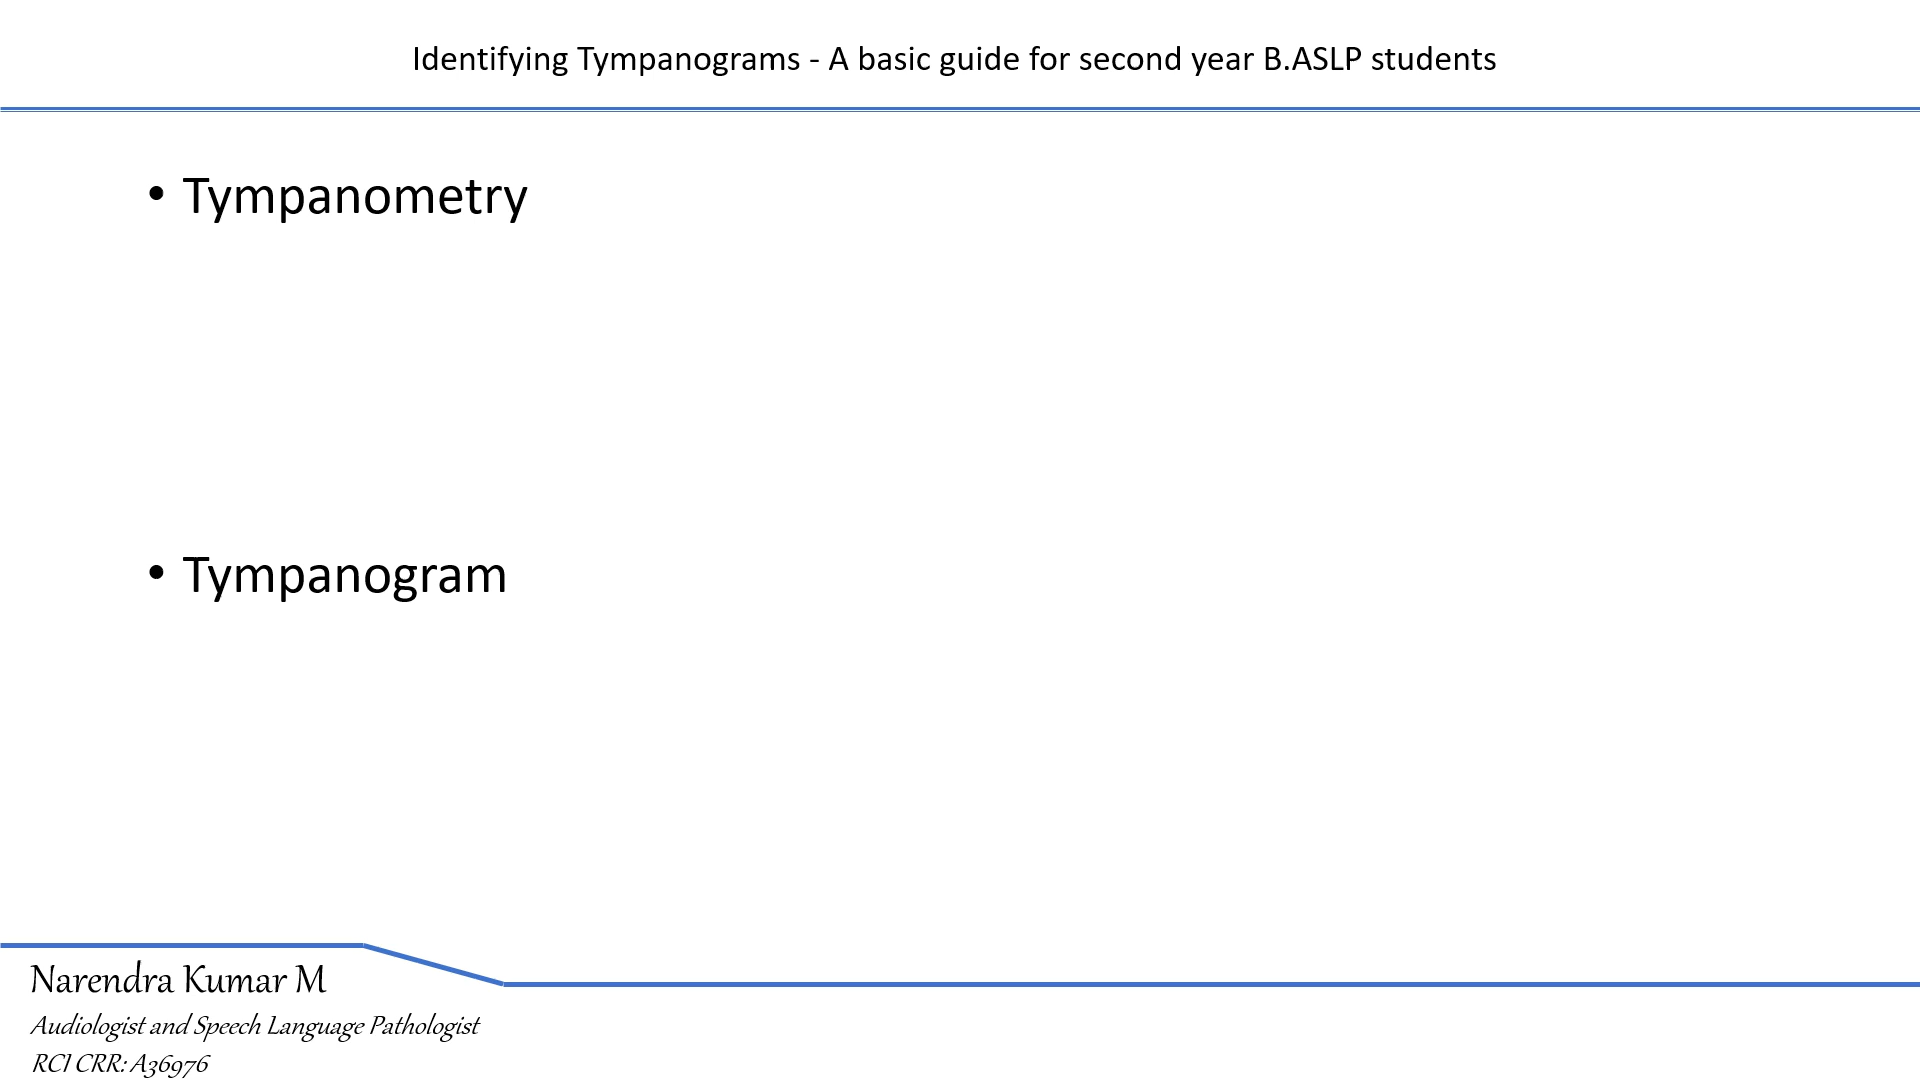 Identifying Tympanograms - A basic guide for second year B.ASLP students
• Tympanometry
• Tympanogram
Narendra Kumar M
Audiologist and Speech Language Pathologist
RCI CRR: A36976